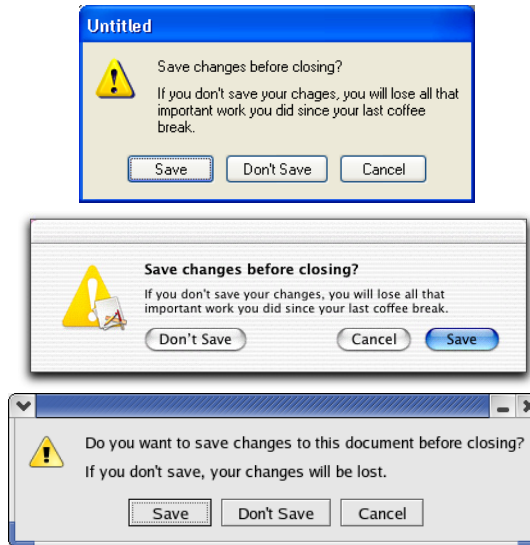 Untitled
Save changes before closing?
If you don't save your chages, you will lose all that
important work you did since your last coffee
break.
Save Don't Save Cancel
Save changes before closing?
If you don't save your changes, you will lose all that
important work you did since your last coffee break.
Don't Save Cancel Save
Do you want to save changes to this document before closing?
If you don't save, your changes will be lost.
Save Don't Save Cancel